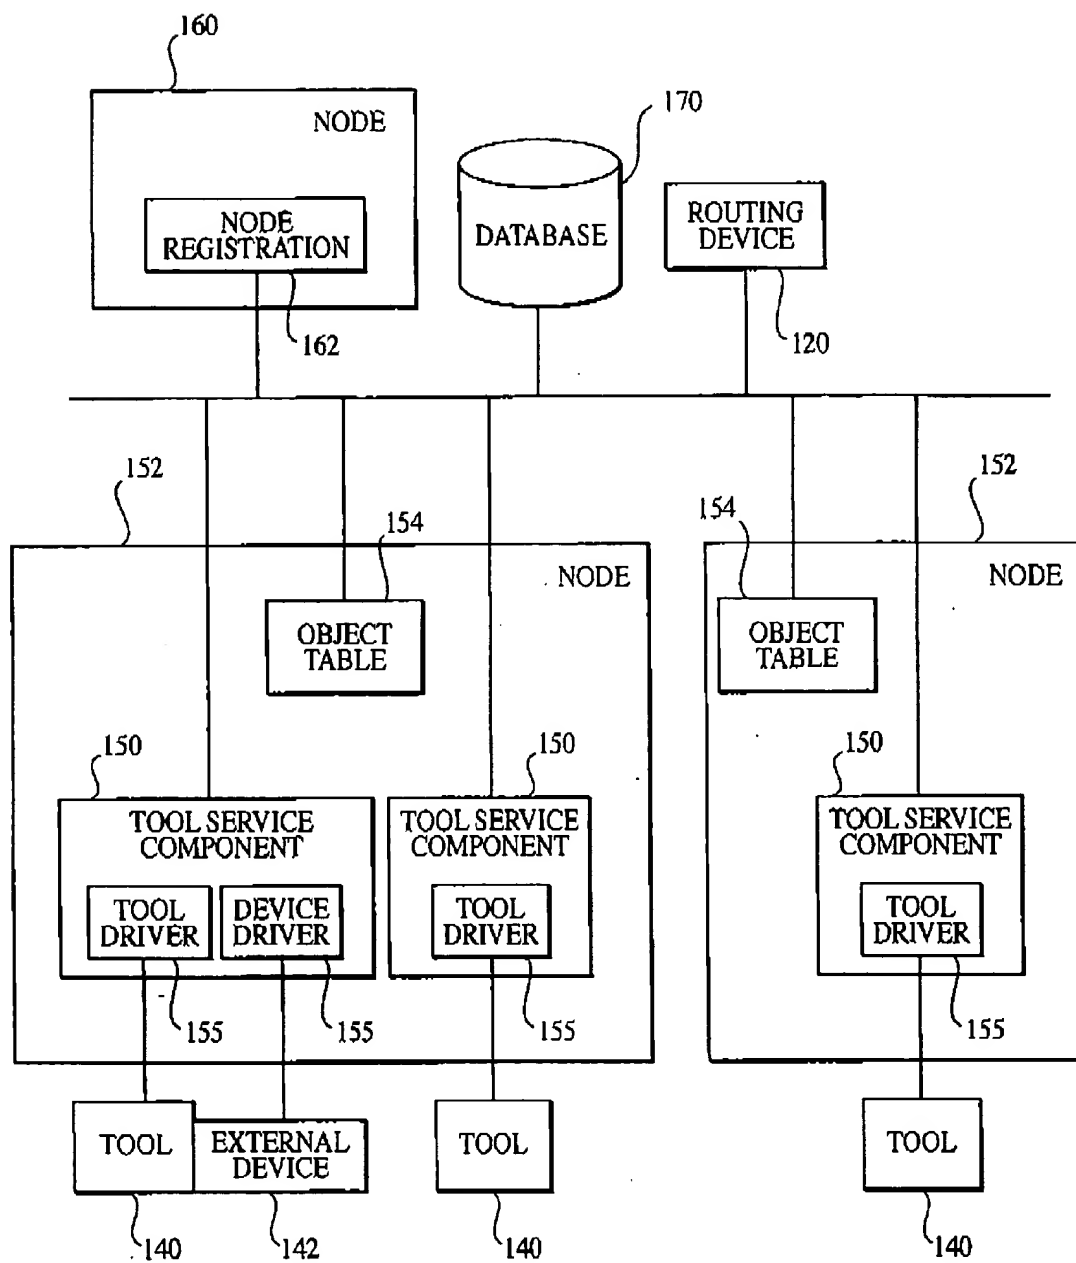 160
NODE
NODE
REGISTRATION
162
170
DATABASE
ROUTING
DEVICE
120
152
154
NODE
OBJECT
TABLE
150
TOOL SERVICE
COMPONENT
TOOL
DRIVER
DEVICE
DRIVER
155
155
150
TOOL SERVICE
COMPONENT
TOOL
DRIVER
155
152
154
NODE
OBJECT
TABLE
150
TOOL SERVICE
COMPONENT
TOOL
DRIVER
155
TOOL
EXTERNAL
DEVICE
TOOL
TOOL
140
142
140
140